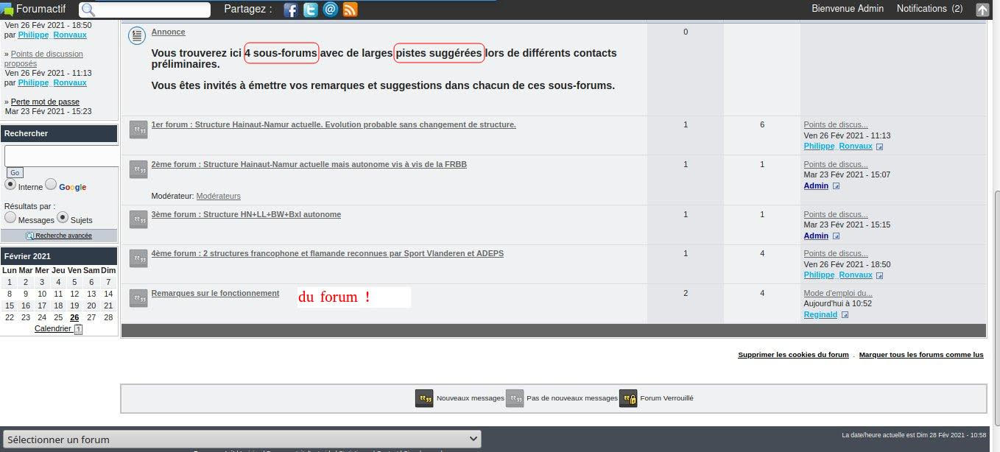 Forumactif Partagez : Bienvenue Admin Notifications (2)
Ven 26 Fév 2021 - 18:50
par Philippe Ronvaux
» Points de discussion
proposés
Ven 26 Fév 2021 - 11:13
par Philippe Ronvaux
» Perte mot de passe
Mar 23 Fév 2021 - 15:23
Rechercher
Go
Interne Google
Résultats par :
Messages Sujets
Recherche avancée
Février 2021
Lun Mar Mer Jeu Ven Sam Dim
1 2 3 4 5 6 7
8 9 10 11 12 13 14
15 16 17 18 19 20 21
22 23 24 25 26 27 28
Calendrier
Annonce 0
Vous trouverez ici 4 sous-forums avec de larges pistes suggérées lors de différents contacts
préliminaires.
Vous êtes invités à émettre vos remarques et suggestions dans chacun de ces sous-forums.
1er forum : Structure Hainaut-Namur actuelle. Evolution probable sans changement de structure. 1 6 Points de discus...
Ven 26 Fév 2021 - 11:13
Philippe Ronvaux
2ème forum : Structure Hainaut-Namur actuelle mais autonome vis à vis de la FRBB 1 1 Points de discus...
Mar 23 Fév 2021 - 15:07
Admin
Modérateur: Modérateurs
3ème forum : Structure HN+LL+BW+Bxl autonome 1 1 Points de discus...
Mar 23 Fév 2021 - 15:15
Admin
4ème forum : 2 structures francophone et flamande reconnues par Sport Vlanderen et ADEPS 1 4 Points de discus...
Ven 26 Fév 2021 - 18:50
Philippe Ronvaux
Remarques sur le fonctionnement du forum ! 2 4 Mode d'emploi du...
Aujourd'hui à 10:52
Reginald
Supprimer les cookies du forum . Marquer tous les forums comme lus
Nouveaux messages Pas de nouveaux messages Forum Verrouillé
Sélectionner un forum
La date/heure actuelle est Dim 28 Fév 2021 - 10:58